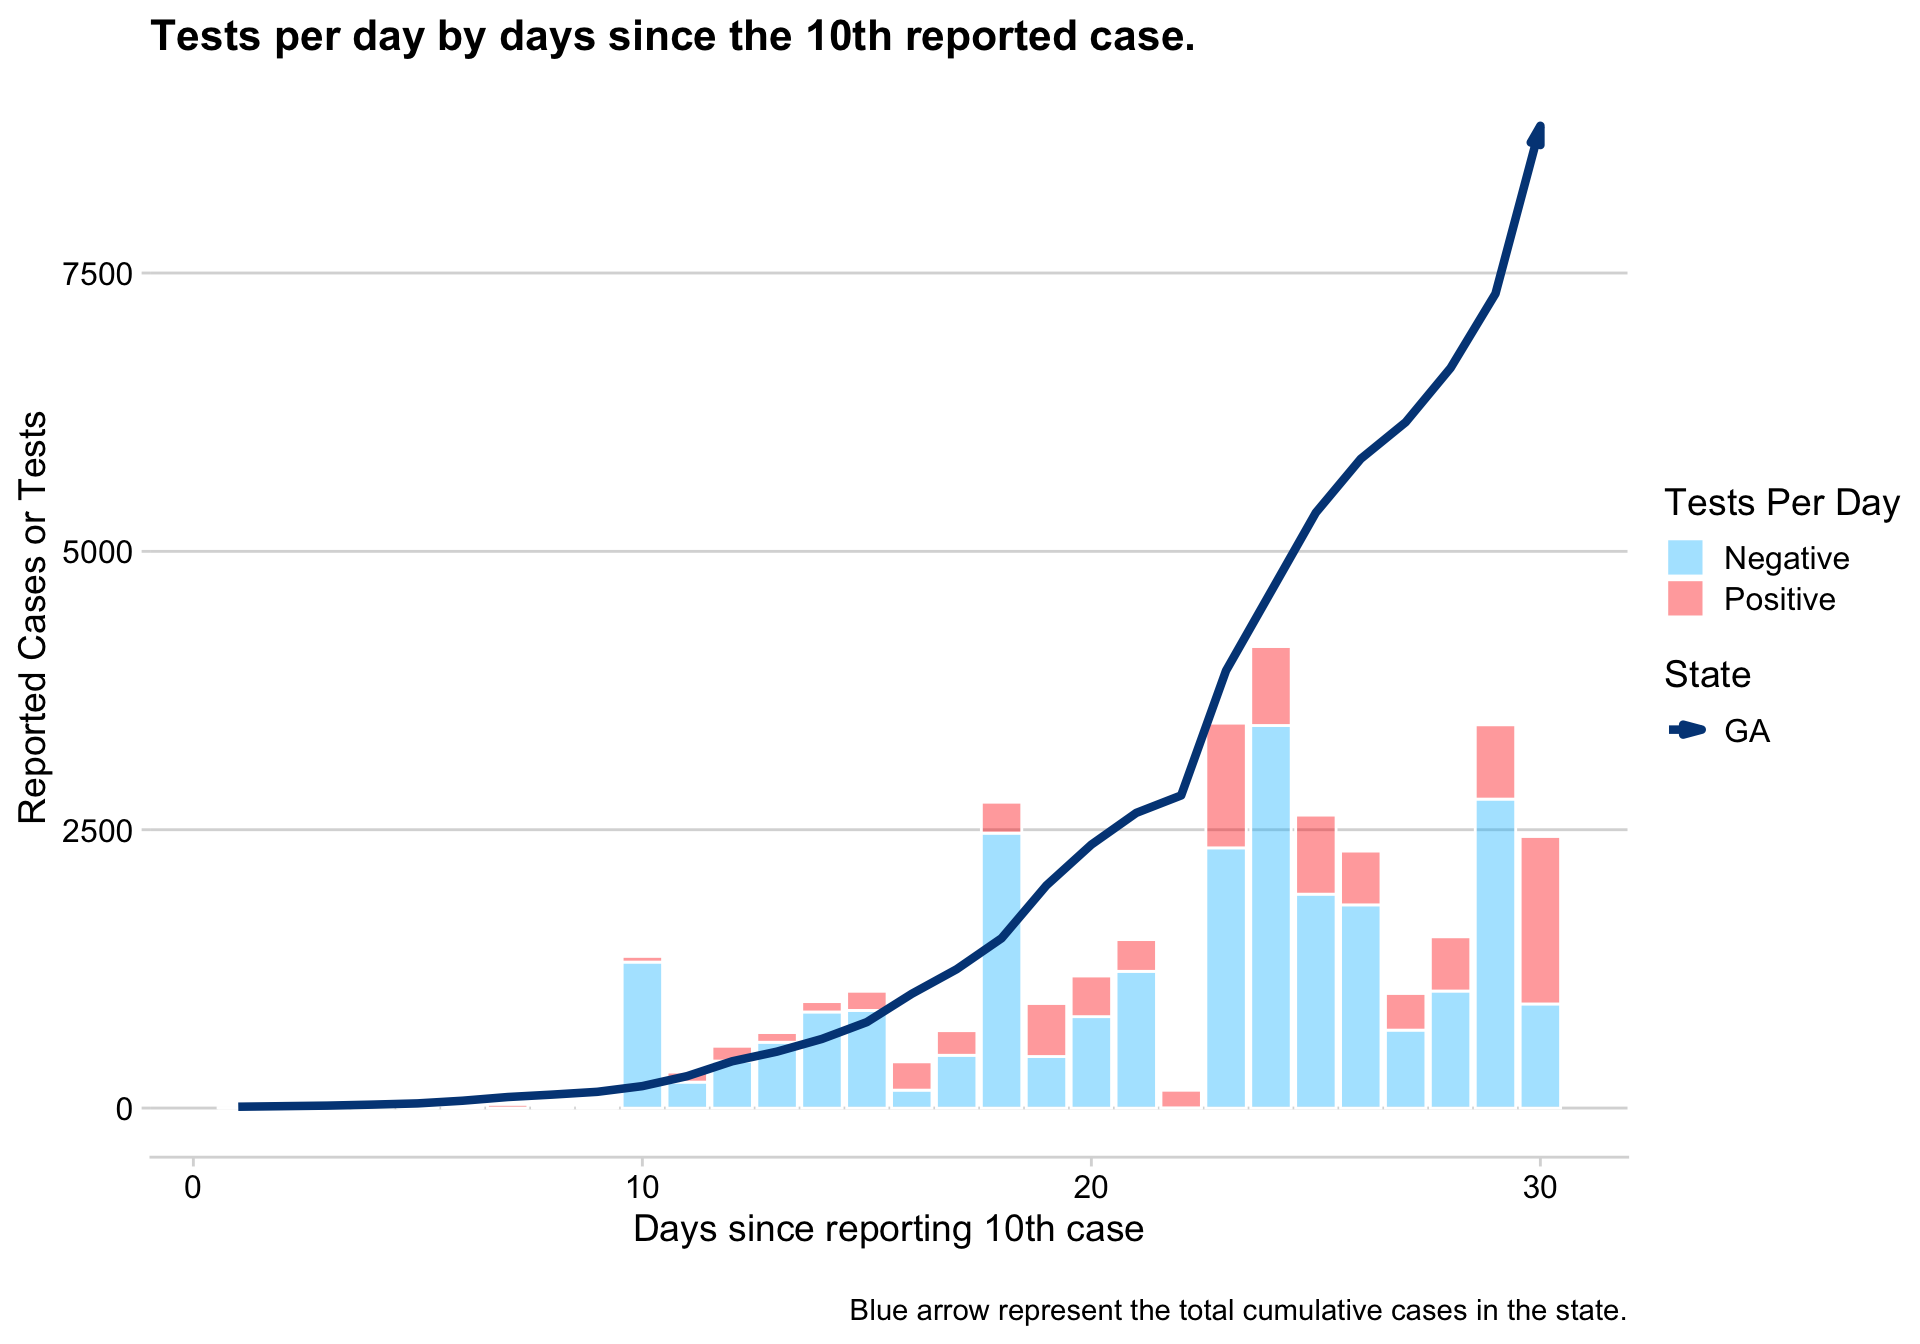 Tests per day by days since the 10th reported case.
Reported Cases or Tests
7500
5000
2500
0
0
10
20
30
Days since reporting 10th case
Tests Per Day
Negative
Positive
State
GA
Blue arrow represent the total cumulative cases in the state.